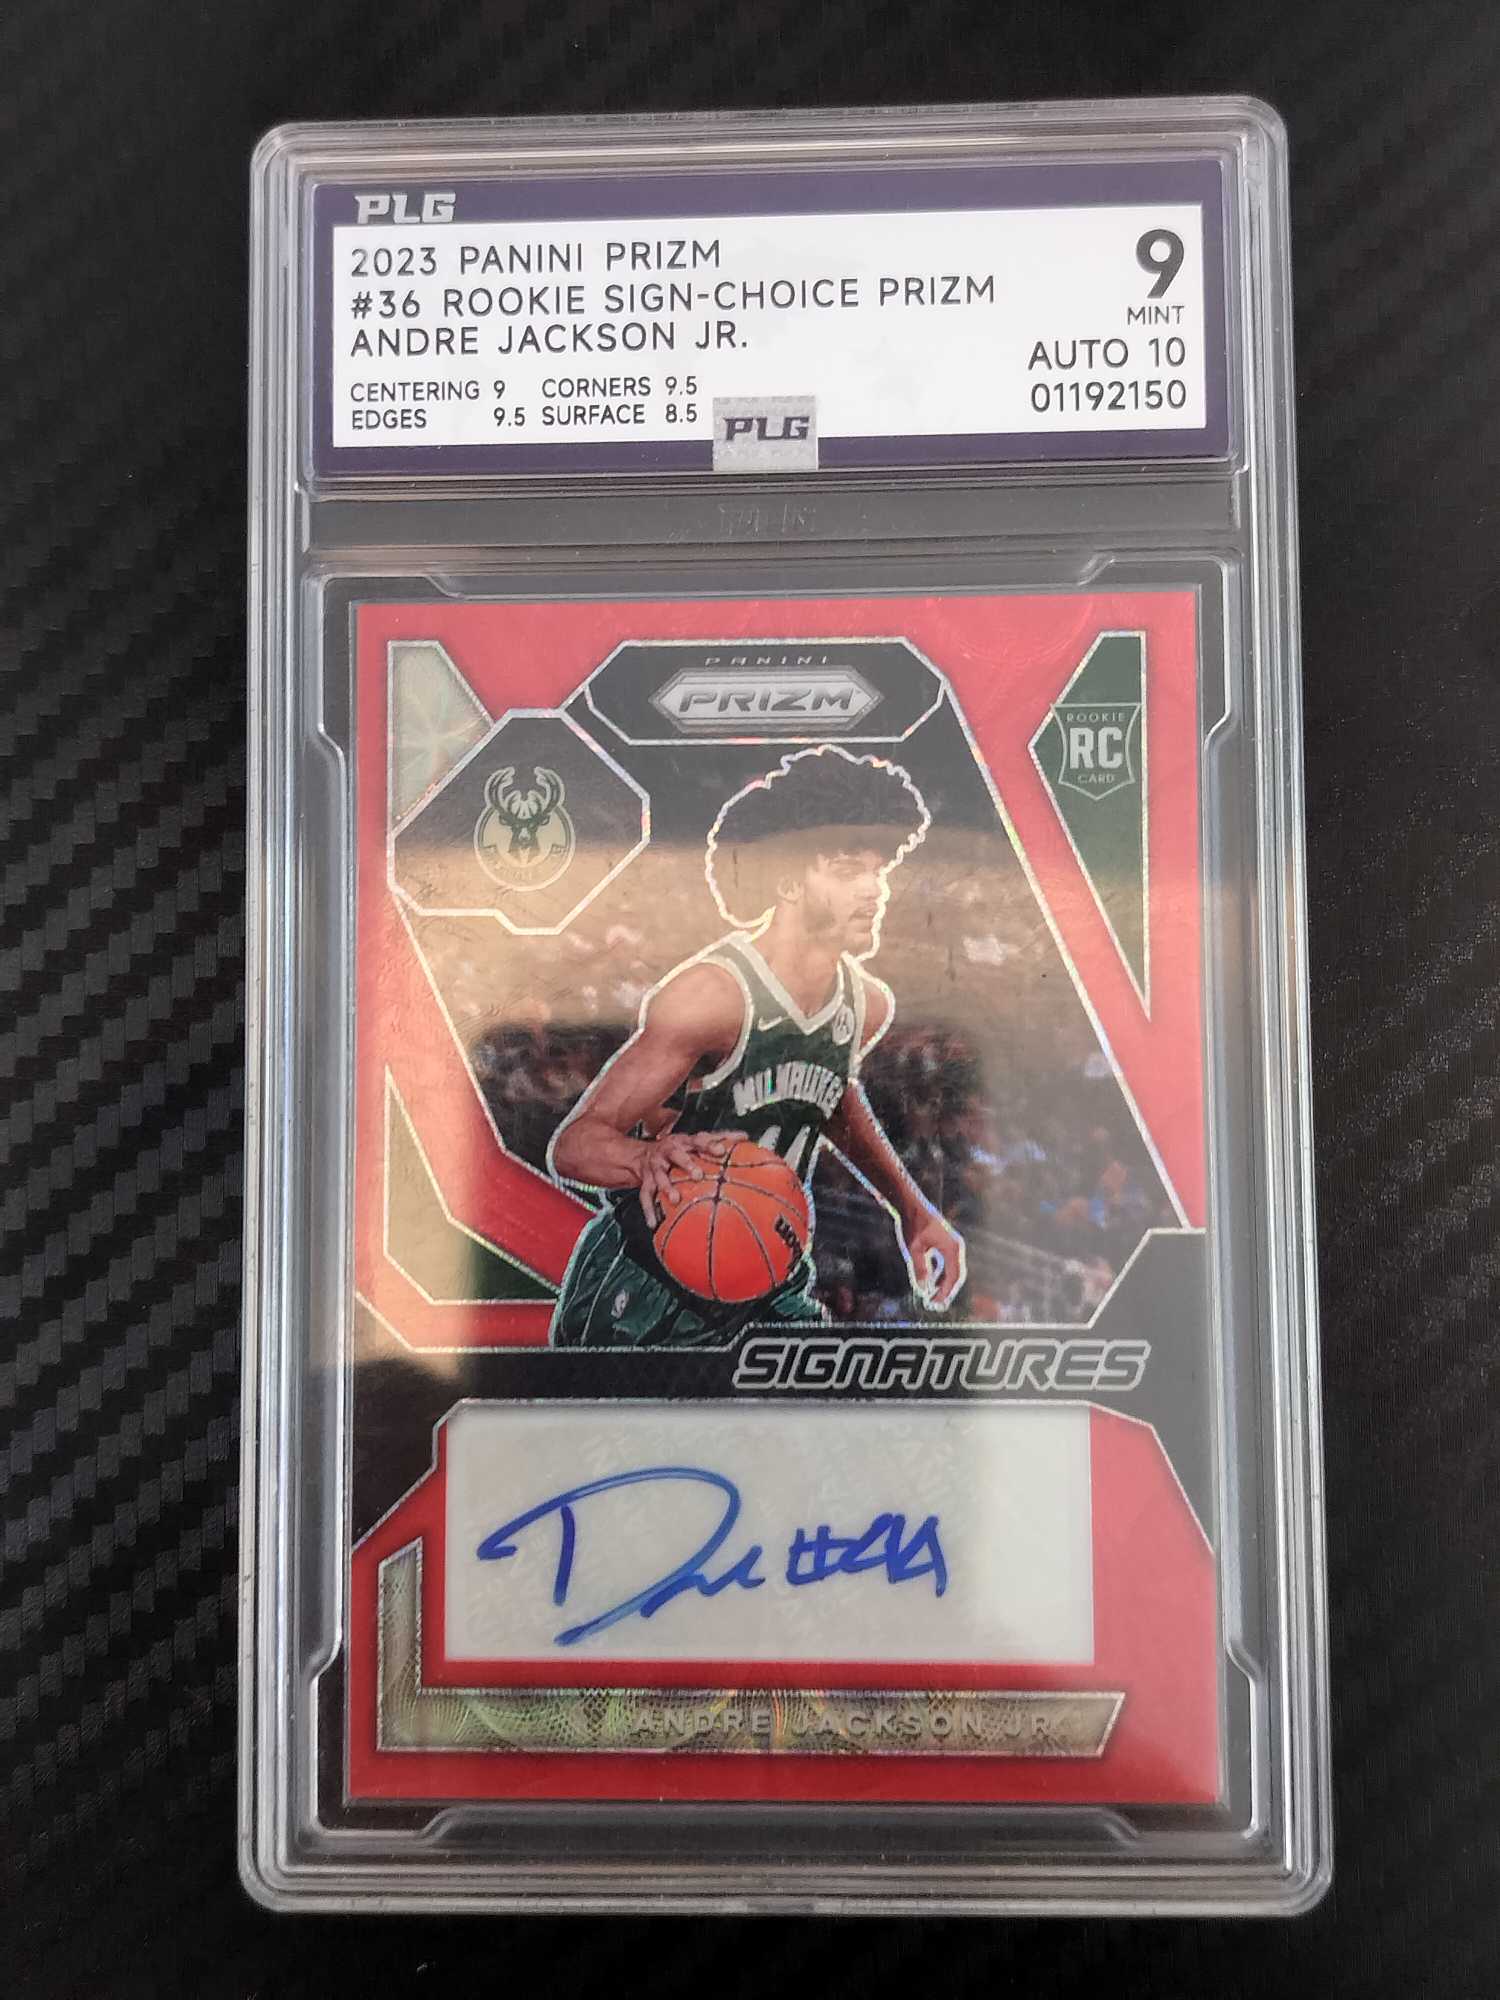 PLG
2023 PANINI PRIZM
#36 ROOKIE SIGN-CHOICE PRIZM
ANDRE JACKSON JR.
9
MINT
AUTO 10
01192150
CENTERING 9 CORNERS 9.5
EDGES 9.5 SURFACE 8.5
PLG
PANINI
PRIZM
ROOKIE
RC
CARD
MILWAUKEE
44
SIGNATURES
#44
ANDRE JACKSON JR.